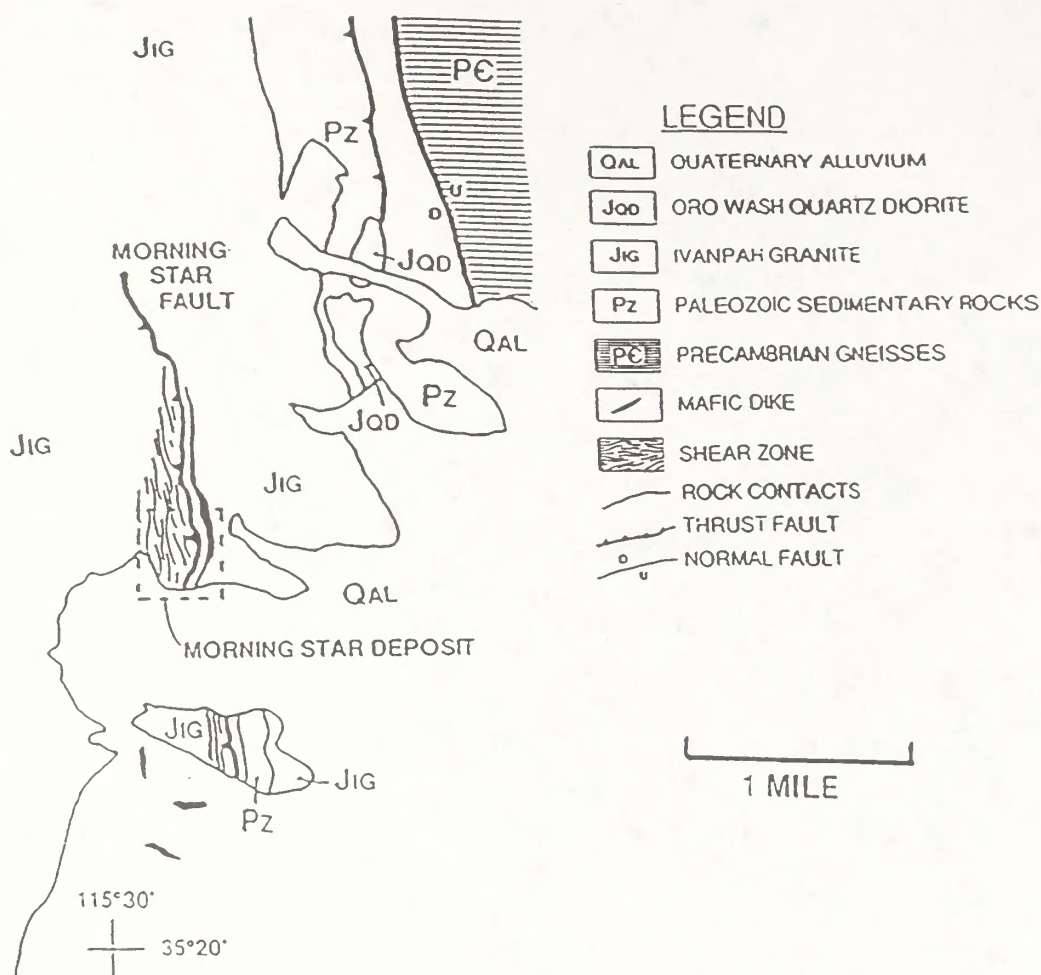 JIG
PЄ
PZ
U
D
JQD
MORNING-
STAR
FAULT
QAL
PZ
JQD
JIG
JIG
QAL
MORNING STAR DEPOSIT
JIG
JIG
PZ
115°30'
35°20'
LEGEND
QAL QUATERNARY ALLUVIUM
JQD ORO WASH QUARTZ DIORITE
JIG IVANPAH GRANITE
PZ PALEOZOIC SEDIMENTARY ROCKS
PЄ PRECAMBRIAN GNEISSES
MAFIC DIKE
SHEAR ZONE
ROCK CONTACTS
THRUST FAULT
D
U
NORMAL FAULT
1 MILE